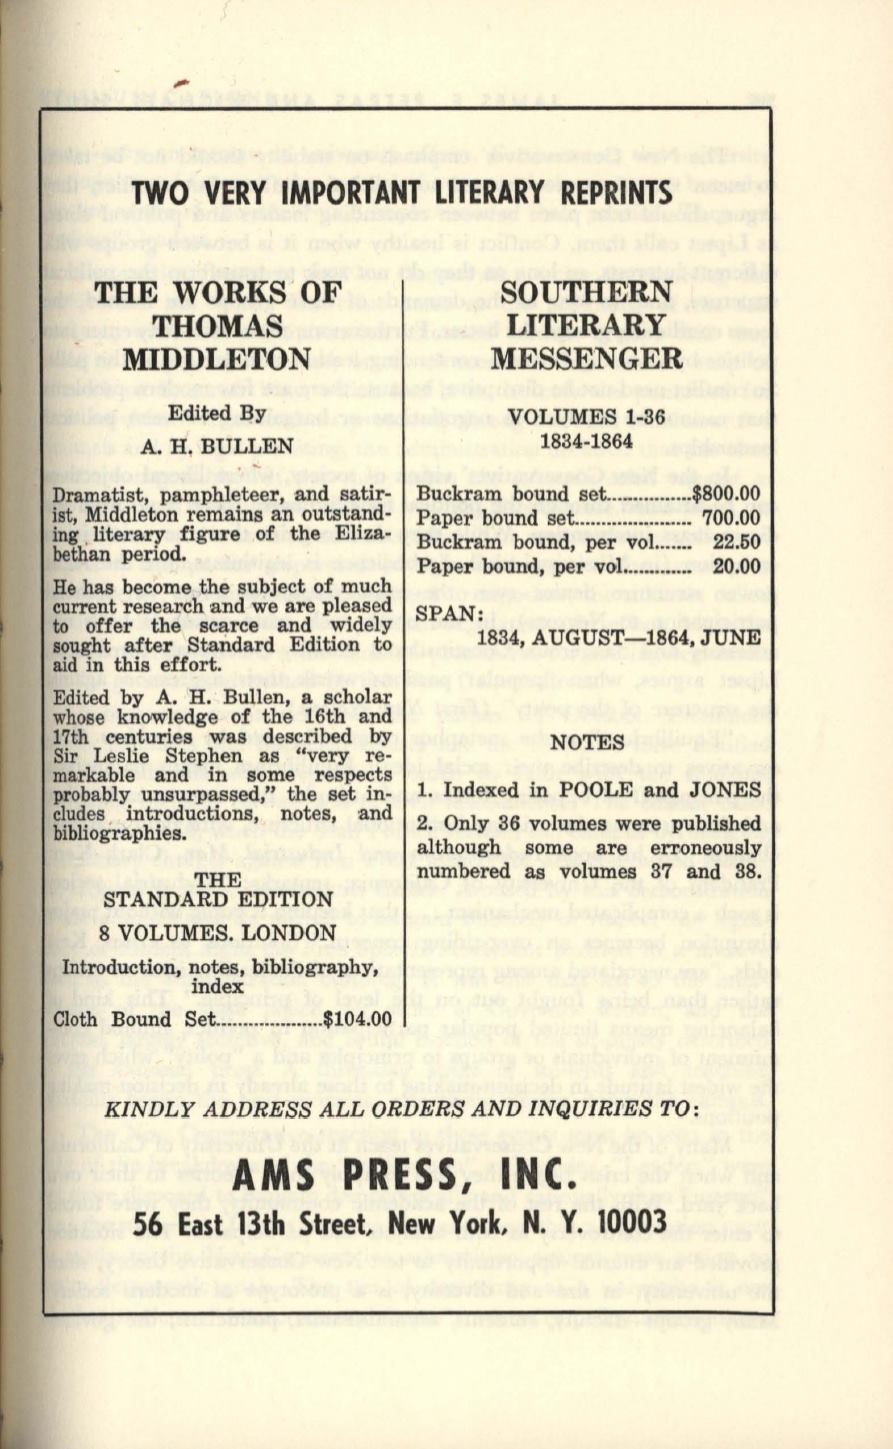 TWO VERY IMPORTANT LITERARY REPRINTS
THE WORKS OF
THOMAS
MIDDLETON
Edited By
A. H. BULLEN
Dramatist, pamphleteer, and satir-
ist, Middleton remains an outstand-
ing literary figure of the Eliza-
bethan period.
He has become the subject of much
current research and we are pleased
to offer the scarce and widely
sought after Standard Edition to
aid in this effort.
Edited by A. H. Bullen, a scholar
whose knowledge of the 16th and
17th centuries was described by
Sir Leslie Stephen as “very re-
markable and in some respects
probably unsurpassed,” the set in-
cludes introductions, notes, and
bibliographies.
THE
STANDARD EDITION
8 VOLUMES. LONDON
Introduction, notes, bibliography,
index
Cloth Bound Set....................$104.00
SOUTHERN
LITERARY
MESSENGER
VOLUMES 1-36
1834-1864
Buckram bound set................$800.00
Paper bound set...................... 700.00
Buckram bound, per vol....... 22.50
Paper bound, per vol............. 20.00
SPAN:
1834, AUGUST—1864, JUNE
NOTES
1. Indexed in POOLE and JONES
2. Only 36 volumes were published
although some are erroneously
numbered as volumes 37 and 38.
KINDLY ADDRESS ALL ORDERS AND INQUIRIES TO:
AMS PRESS, INC.
56 East 13th Street, New York, N. Y. 10003